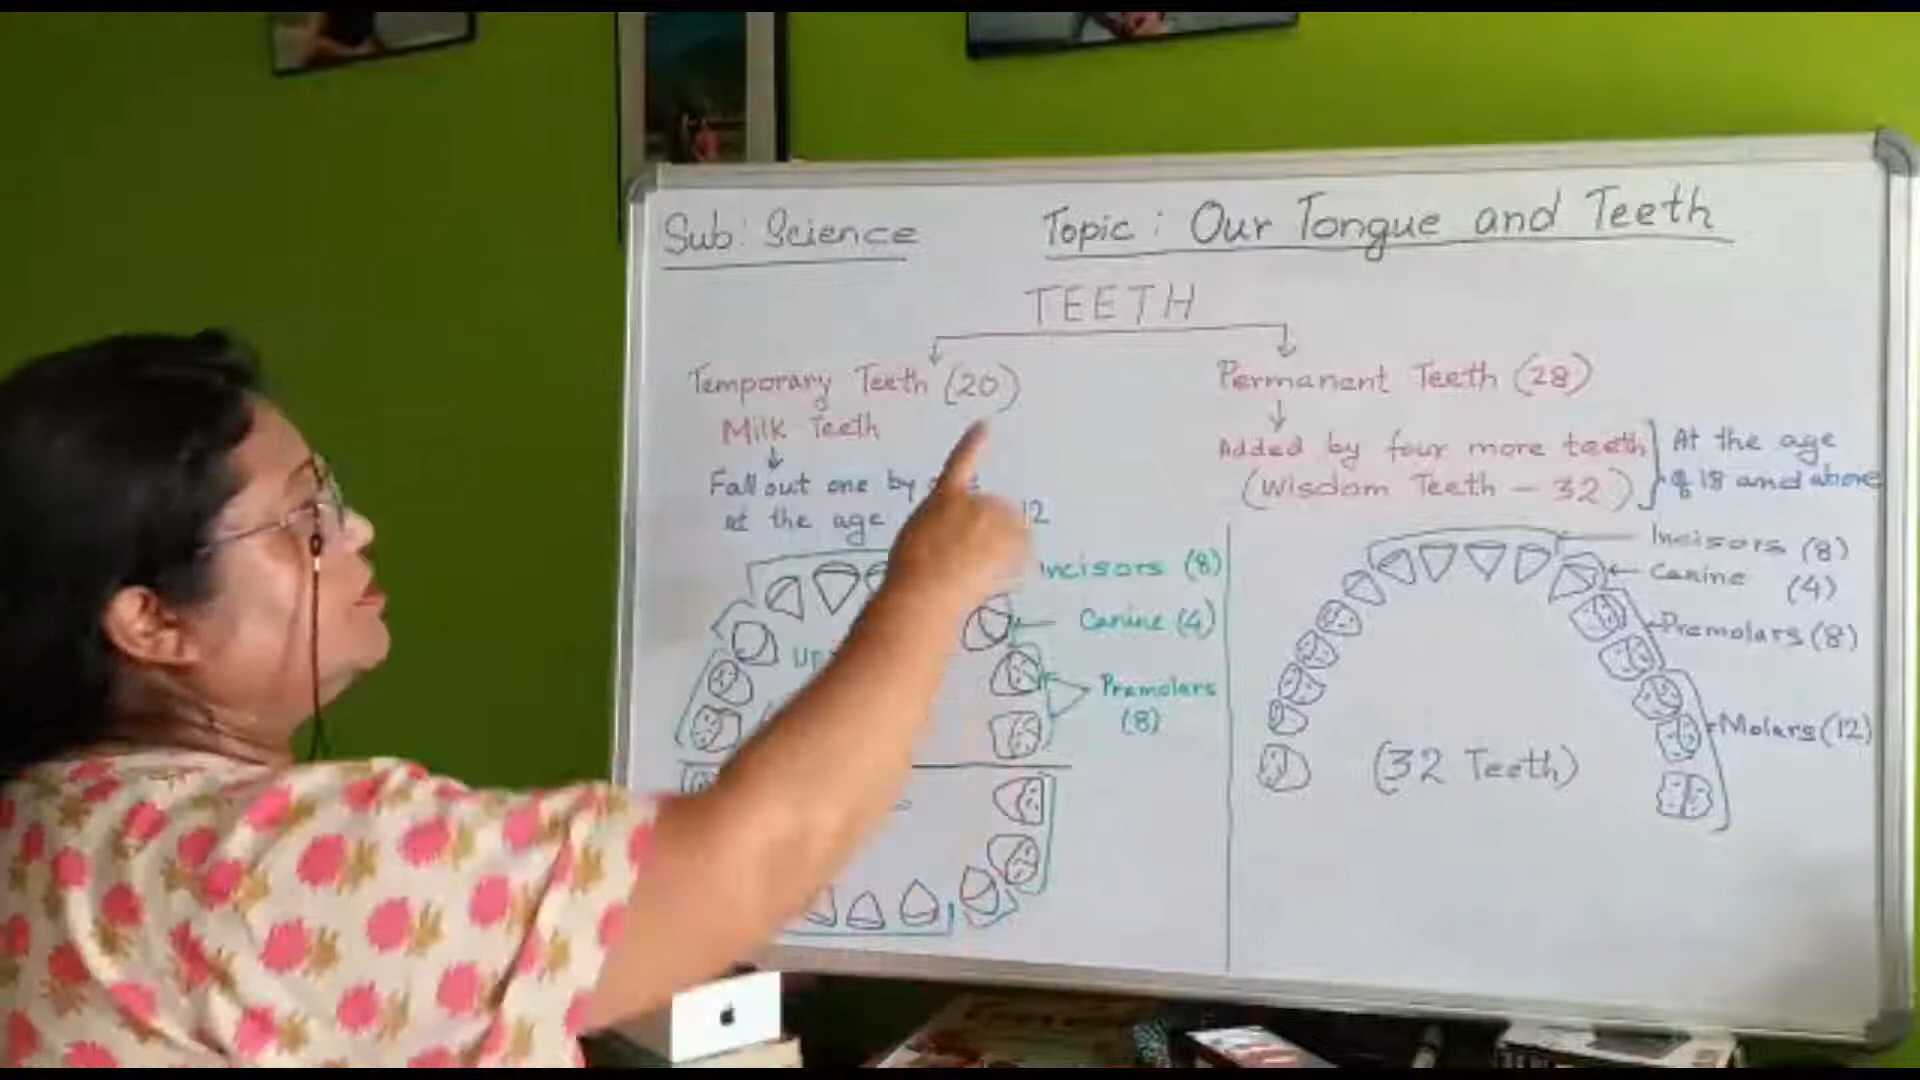 Sub: Science
Topic: Our Tongue and Teeth
TEETH
Temporary Teeth (20)
Milk Teeth
Fall out one by
at the age 12
Permanent Teeth (28)
Added by four more teeth
(Wisdom Teeth - 32)
At the age
of 18 and above
Incisors (8)
Canine (4)
Premolars
(8)
Incisors (8)
Canine
(4)
Premolars (8)
Molars (12)
(32 Teeth)